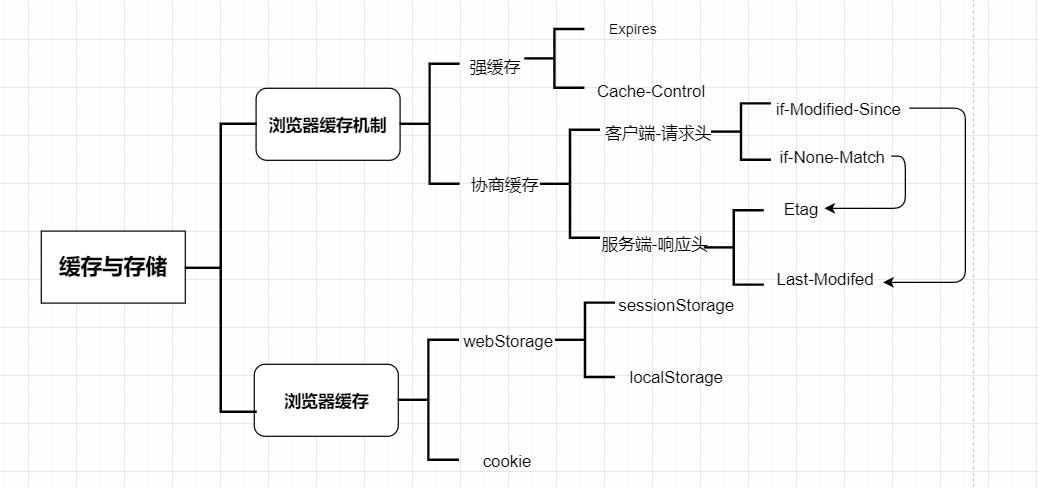 缓存与存储
浏览器缓存机制
强缓存
Expires
Cache-Control
协商缓存
客户端-请求头
if-Modified-Since
if-None-Match
服务端-响应头
Etag
Last-Modifed
浏览器缓存
webStorage
sessionStorage
localStorage
cookie